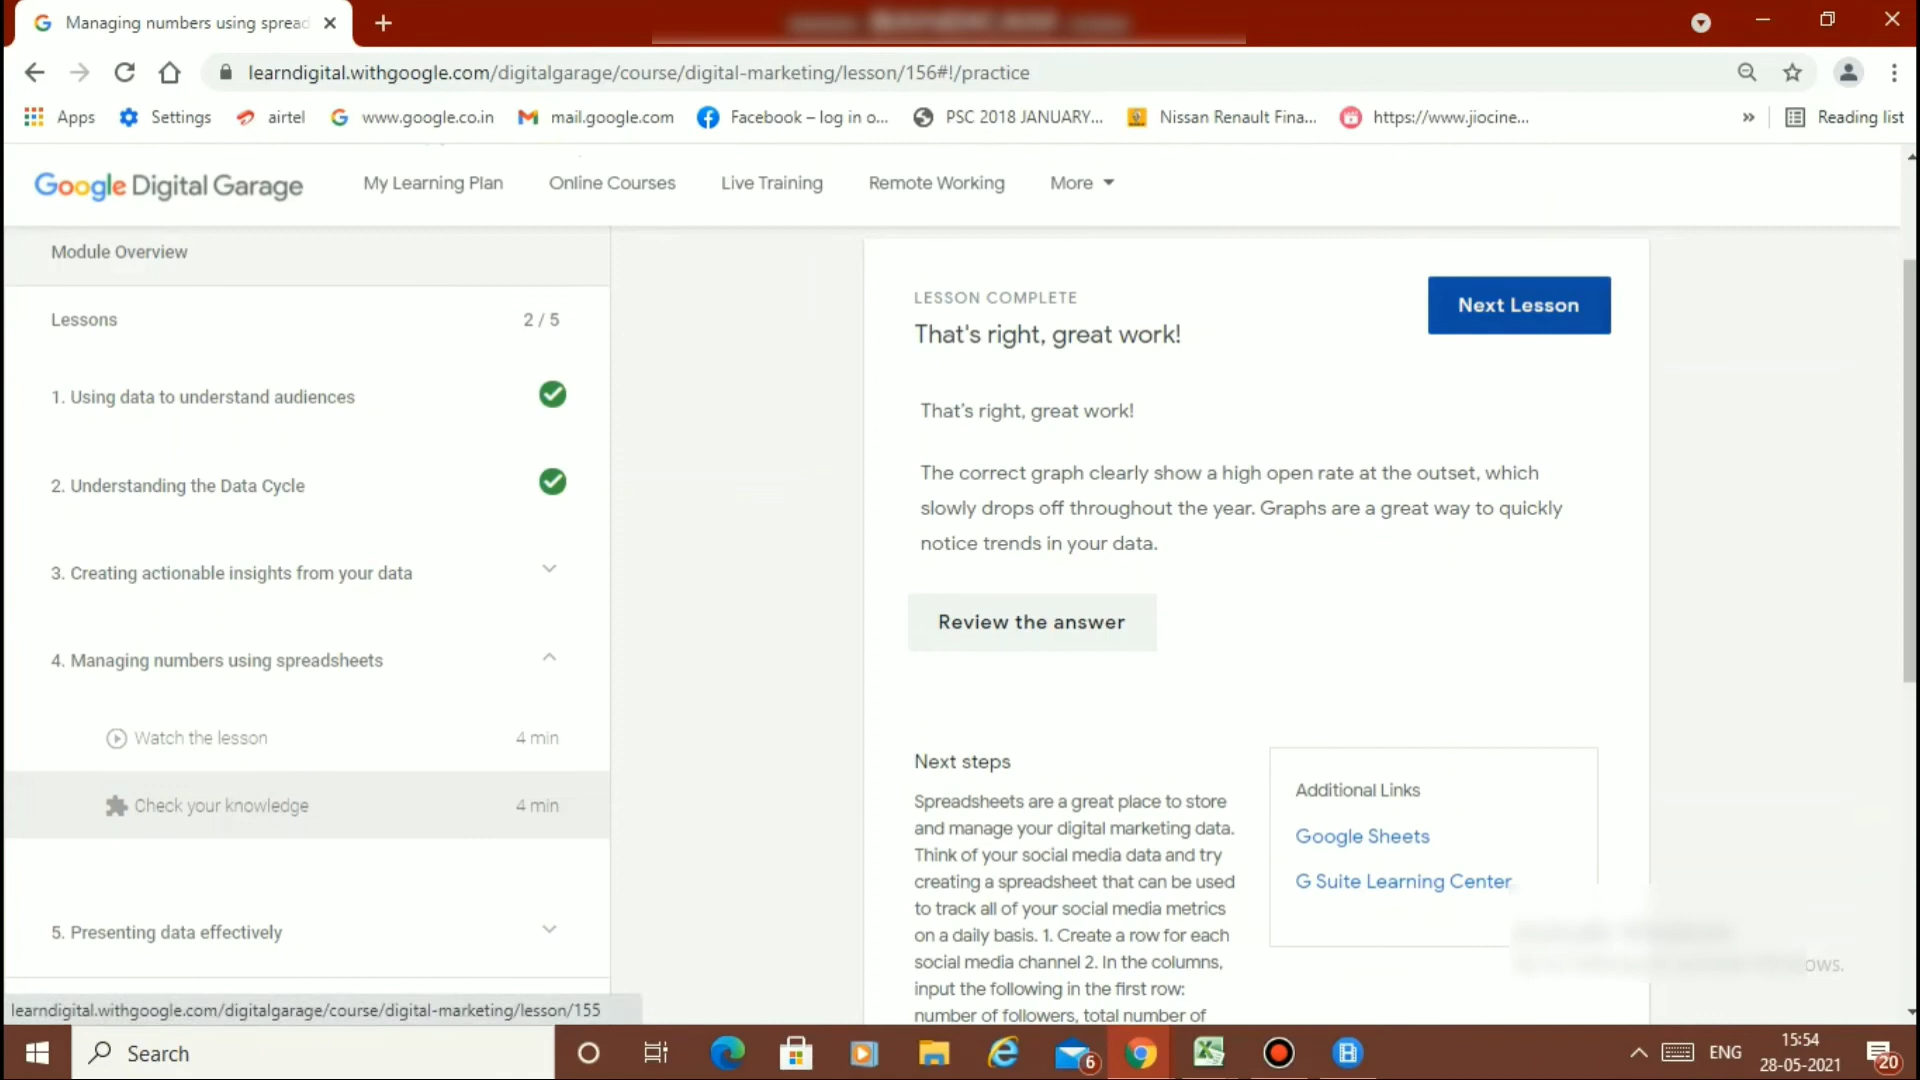 Managing numbers using spread
learndigital.withgoogle.com/digitalgarage/course/digital-marketing/lesson/156#!/practice
Apps Settings airtel www.google.co.in mail.google.com Facebook – log in o... PSC 2018 JANUARY... Nissan Renault Fina... https://www.jiocine... » Reading list
Google Digital Garage My Learning Plan Online Courses Live Training Remote Working More
Module Overview
Lessons 2 / 5
1. Using data to understand audiences
2. Understanding the Data Cycle
3. Creating actionable insights from your data
4. Managing numbers using spreadsheets
Watch the lesson 4 min
Check your knowledge 4 min
5. Presenting data effectively
learndigital.withgoogle.com/digitalgarage/course/digital-marketing/lesson/155
LESSON COMPLETE
That's right, great work!
Next Lesson
That's right, great work!
The correct graph clearly show a high open rate at the outset, which
slowly drops off throughout the year. Graphs are a great way to quickly
notice trends in your data.
Review the answer
Next steps
Spreadsheets are a great place to store
and manage your digital marketing data.
Think of your social media data and try
creating a spreadsheet that can be used
to track all of your social media metrics
on a daily basis. 1. Create a row for each
social media channel 2. In the columns,
input the following in the first row:
number of followers, total number of
Additional Links
Google Sheets
G Suite Learning Center
ows.
Search
6
ENG
15:54
28-05-2021
20